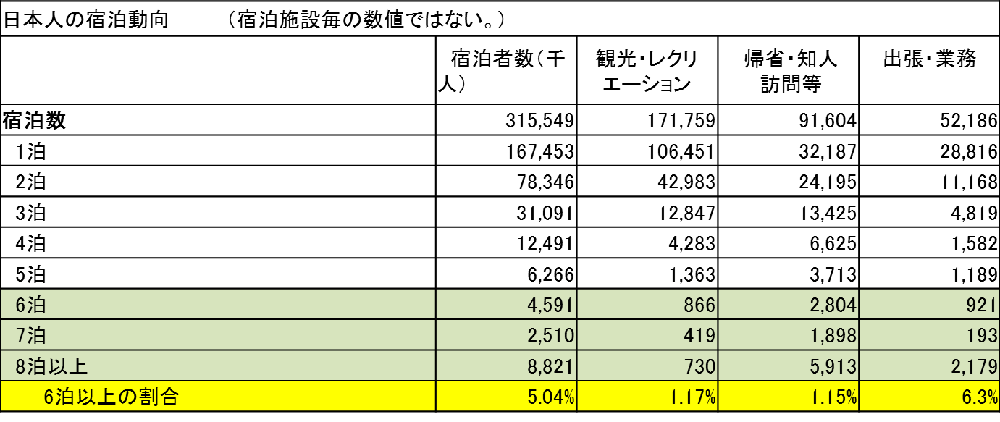 日本人の宿泊動向　　　（宿泊施設毎の数値ではない。）
宿泊者数（千人） 観光・レクリエーション 帰省・知人訪問等 出張・業務
宿泊数 315,549 171,759 91,604 52,186
1泊 167,453 106,451 32,187 28,816
2泊 78,346 42,983 24,195 11,168
3泊 31,091 12,847 13,425 4,819
4泊 12,491 4,283 6,625 1,582
5泊 6,266 1,363 3,713 1,189
6泊 4,591 866 2,804 921
7泊 2,510 419 1,898 193
8泊以上 8,821 730 5,913 2,179
6泊以上の割合 5.04% 1.17% 1.15% 6.3%